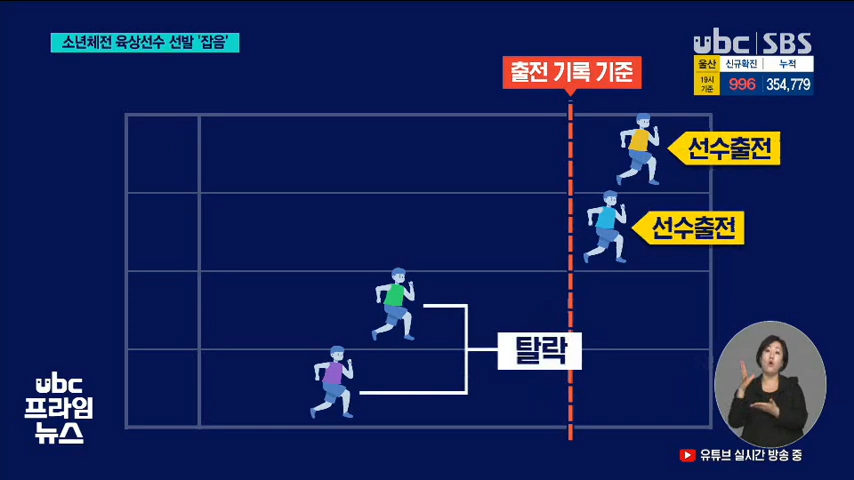 소년체전 육상선수 선발 '잡음'
ubc SBS
울산 신규확진 누적
19시 기준 996 354,779
출전 기록 기준
선수출전
선수출전
탈락
ubc
프라임
뉴스
유튜브 실시간 방송 중